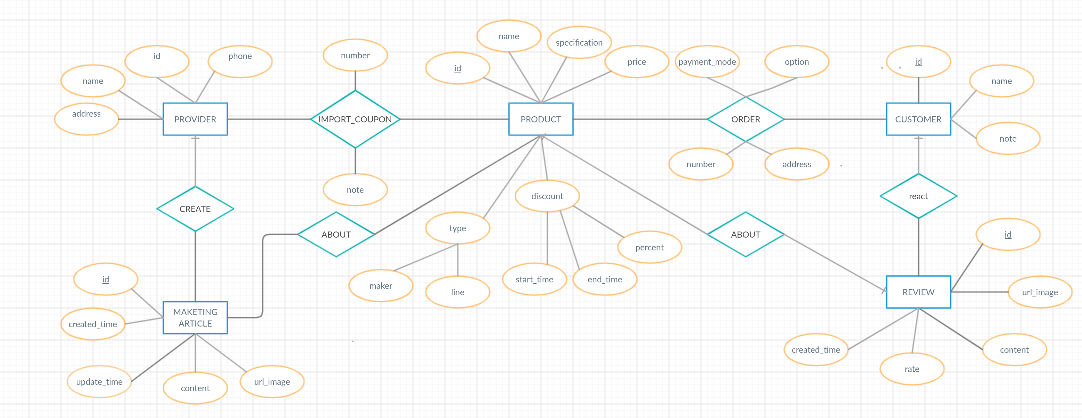 name
specification
number
id
phone
id
price
payment_mode
option
id
name
name
address
PROVIDER
IMPORT_COUPON
PRODUCT
ORDER
CUSTOMER
note
number
address
note
discount
react
CREATE
type
ABOUT
ABOUT
id
percent
id
start_time
end_time
maker
line
REVIEW
url_image
MAKETING
ARTICLE
created_time
created_time
content
rate
update_time
content
url_image